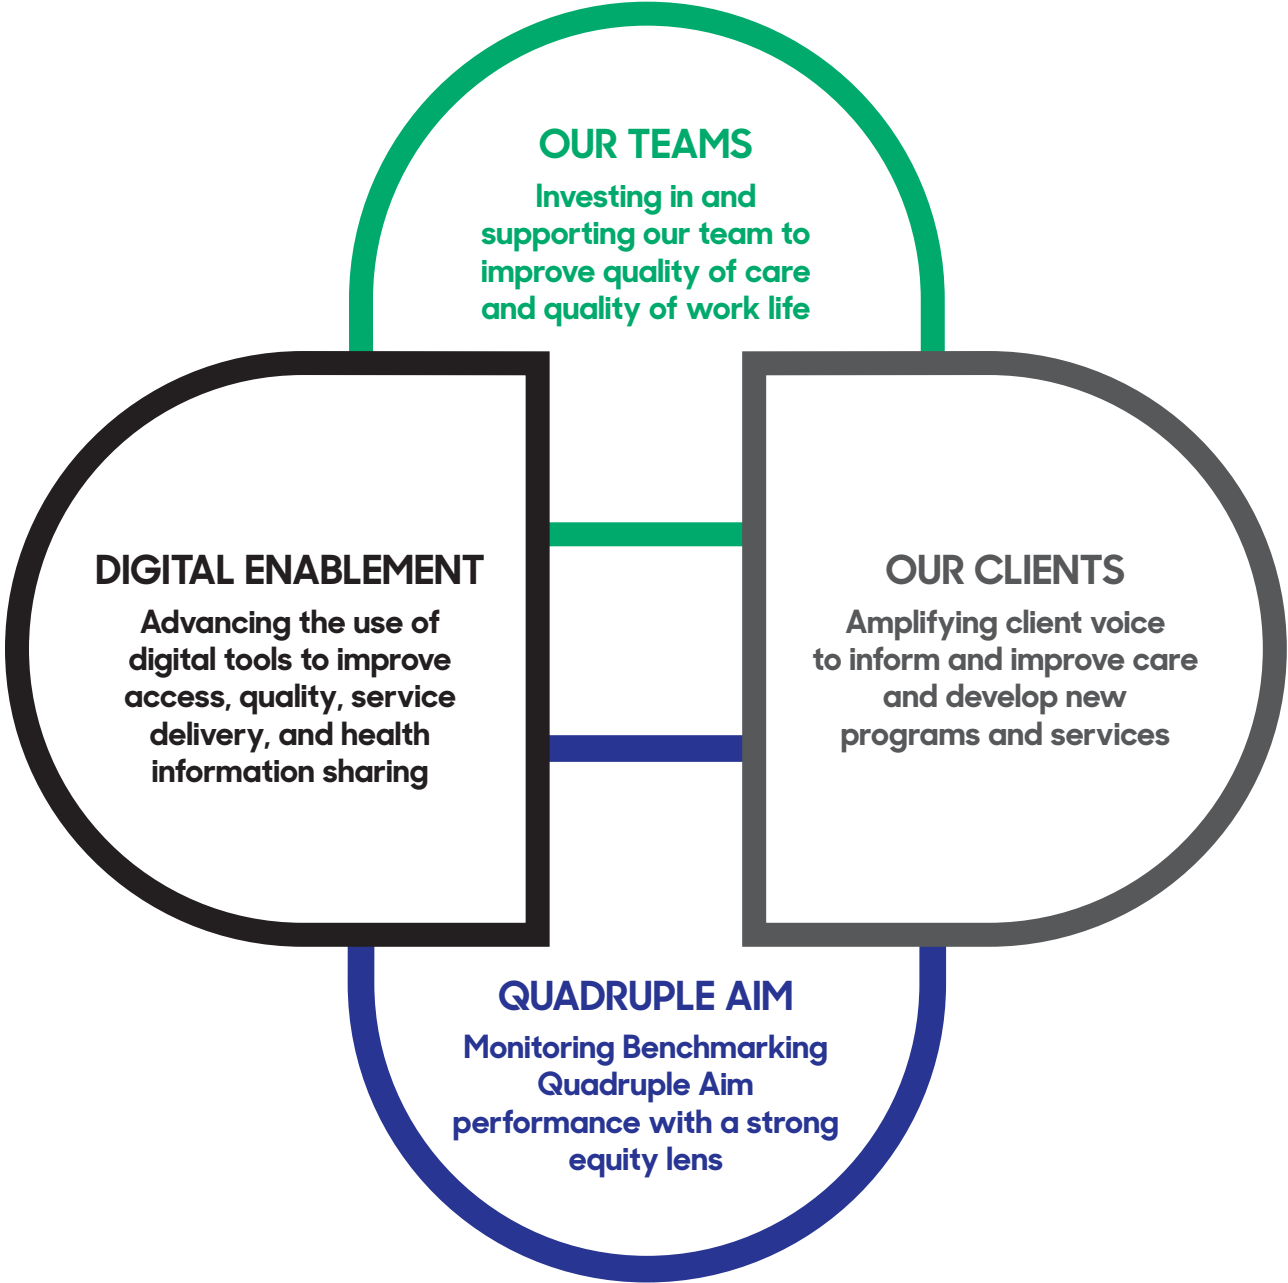 OUR TEAMS
Investing in and
supporting our team to
improve quality of care
and quality of work life
DIGITAL ENABLEMENT
Advancing the use of
digital tools to improve
access, quality, service
delivery, and health
information sharing
OUR CLIENTS
Amplifying client voice
to inform and improve care
and develop new
programs and services
QUADRUPLE AIM
Monitoring Benchmarking
Quadruple Aim
performance with a strong
equity lens